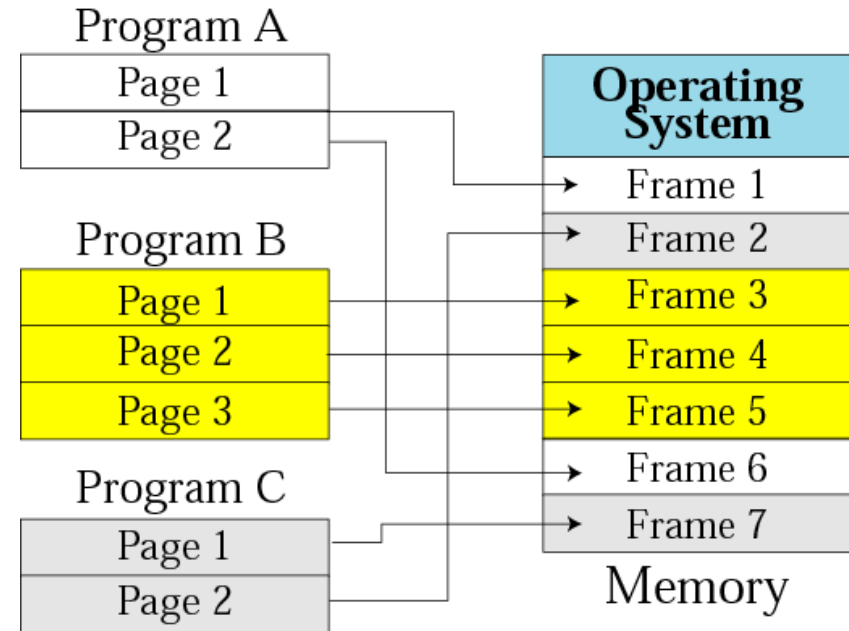 Program A
Page 1
Page 2
Program B
Page 1
Page 2
Page 3
Program C
Page 1
Page 2
Operating
System
Frame 1
Frame 2
Frame 3
Frame 4
Frame 5
Frame 6
Frame 7
Memory